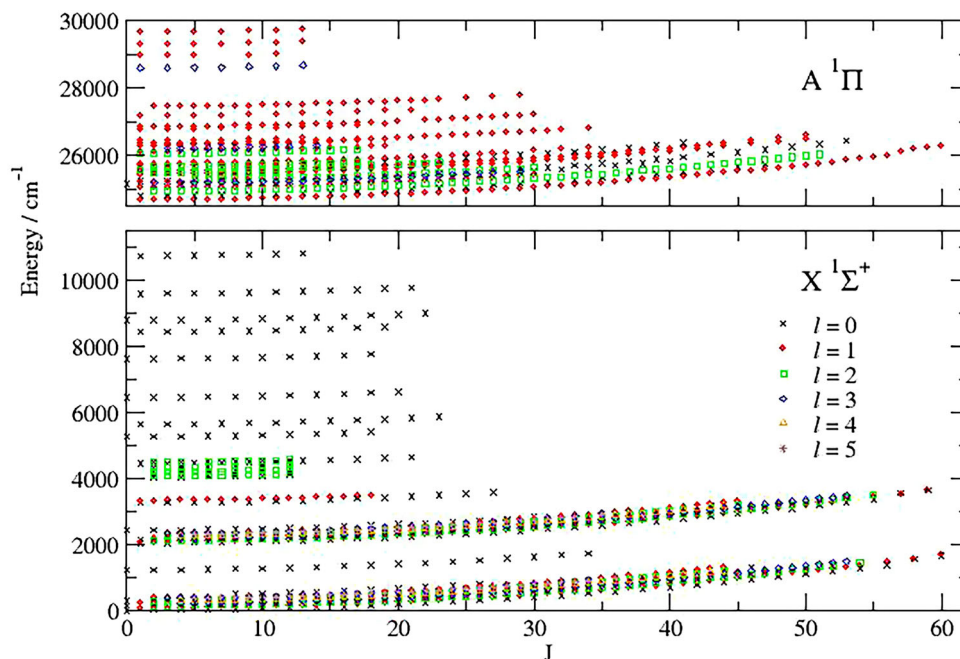 30000
28000
26000
A ¹Π
Energy / cm⁻¹
10000
8000
6000
4000
2000
0
X ¹Σ⁺
l = 0
l = 1
l = 2
l = 3
l = 4
l = 5
0 10 20 30 40 50 60
J